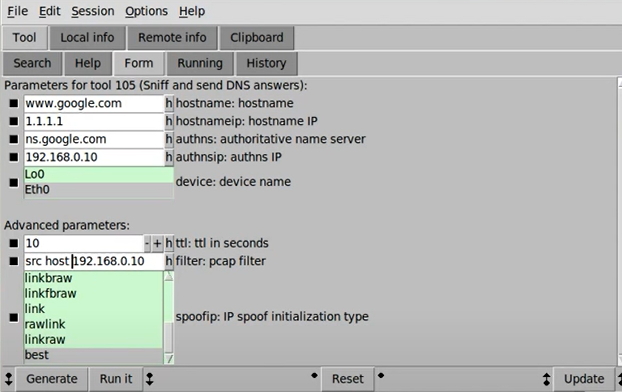 File Edit Session Options Help
Tool Local info Remote info Clipboard
Search Help Form Running History
Parameters for tool 105 (Sniff and send DNS answers):
www.google.com h hostname: hostname
1.1.1.1 h hostnameip: hostname IP
ns.google.com h authns: authoritative name server
192.168.0.10 h authnsip: authns IP
Lo0
device: device name
Eth0
Advanced parameters:
10 - + h ttl: ttl in seconds
src host 192.168.0.10 h filter: pcap filter
linkbraw
linkfbraw
link
spoofip: IP spoof initialization type
rawlink
linkraw
best
Generate Run it Reset Update